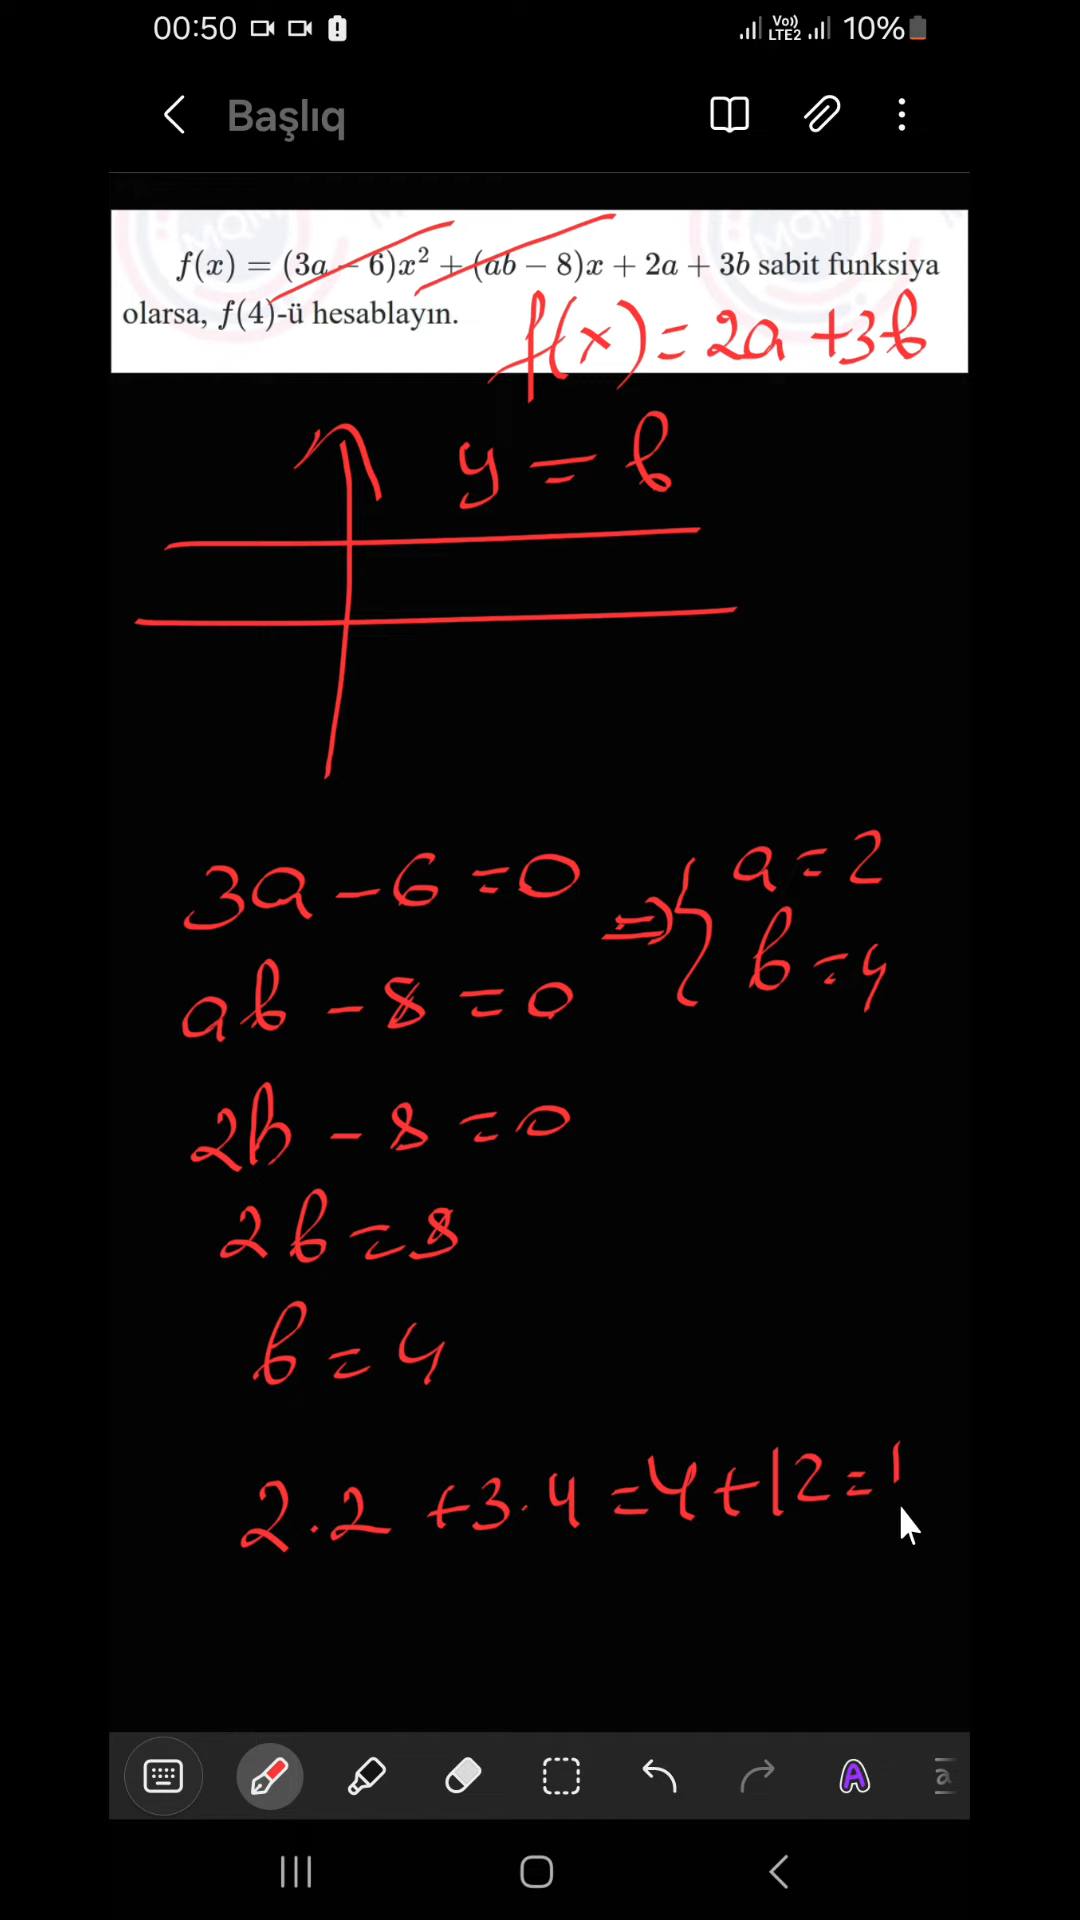 00:50 Vo)) LTE2 10%
Başlıq
f(x) = (3a − 6)x² + (ab − 8)x + 2a + 3b sabit funksiya
olarsa, f(4)-ü hesablayın.
f(x) = 2a + 3b
y = b
3a - 6 = 0 ⇒ { a = 2
b = 4
ab - 8 = 0
2b - 8 = 0
2b = 8
b = 4
2·2 + 3·4 = 4 + 12 = 1
A a